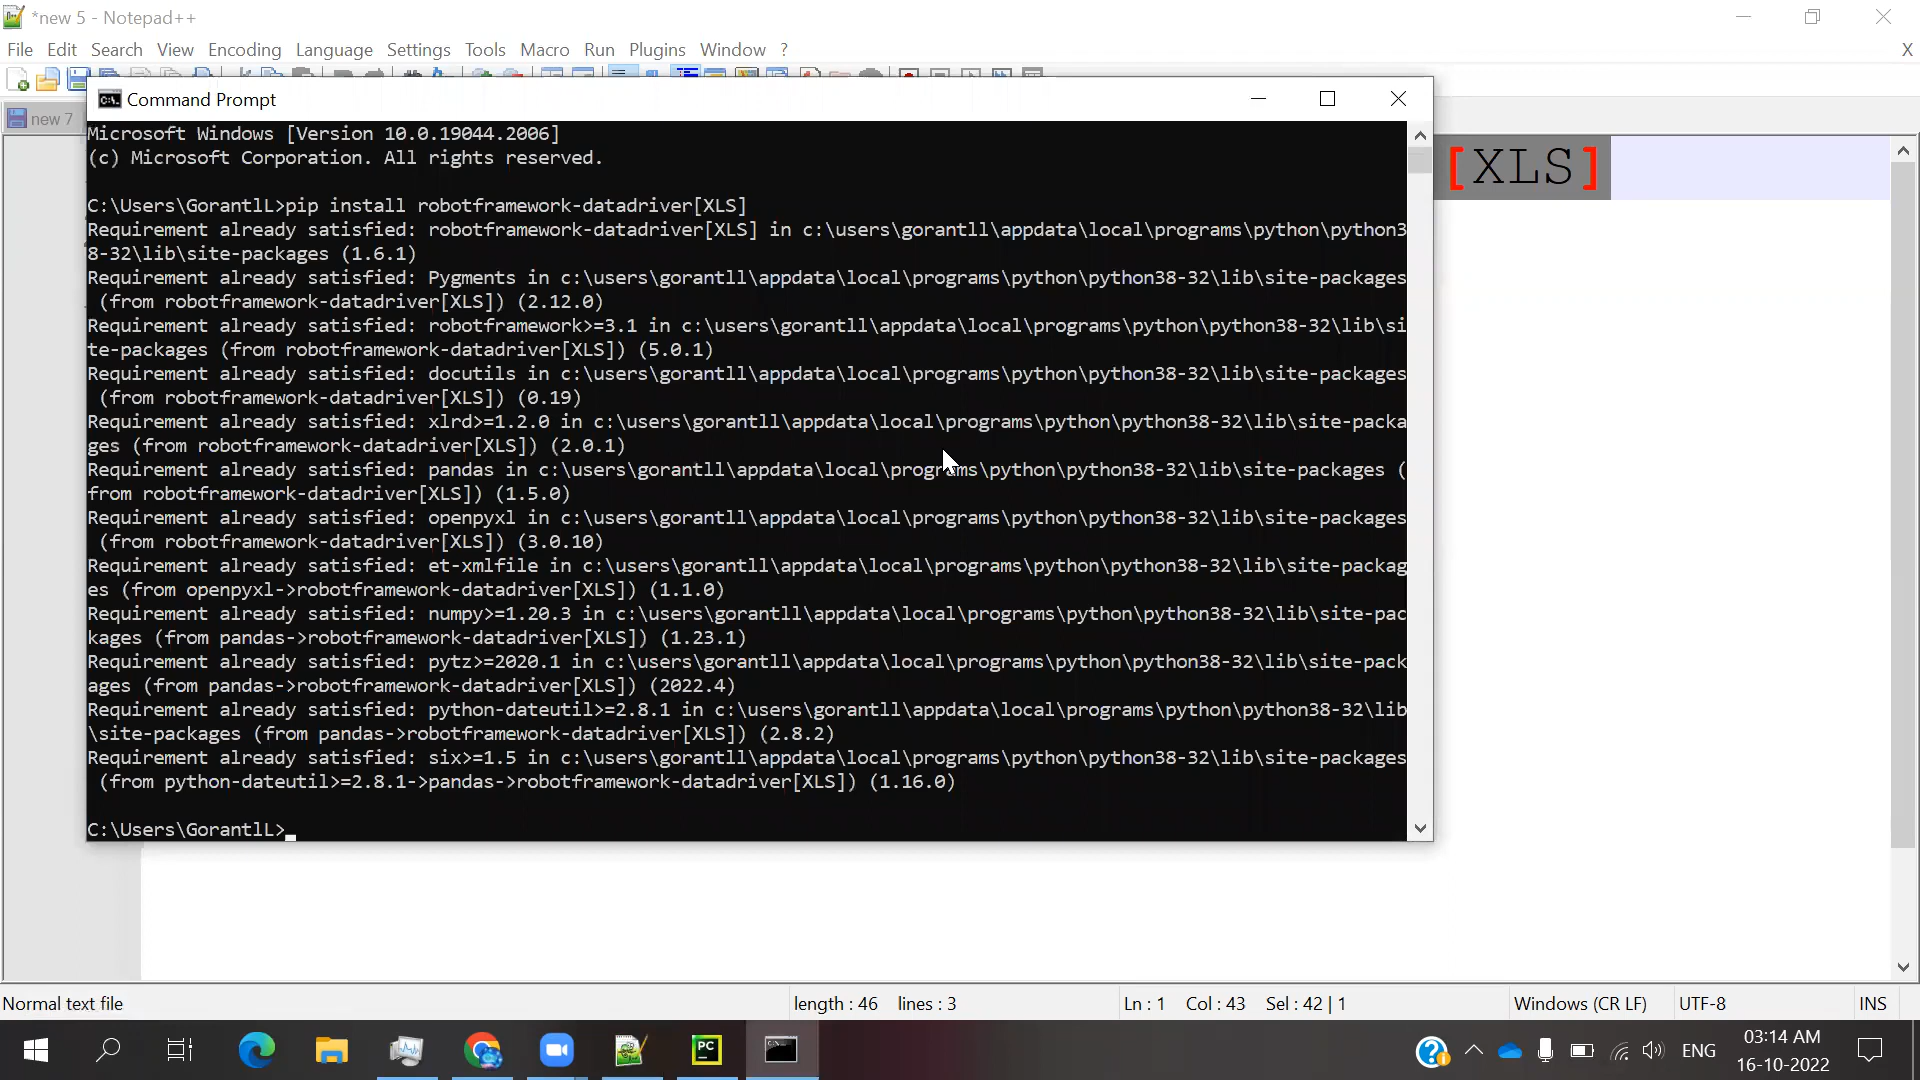 *new 5 - Notepad++
File Edit Search View Encoding Language Settings Tools Macro Run Plugins Window ? X
new 7
[XLS]
Command Prompt
Microsoft Windows [Version 10.0.19044.2006]
(c) Microsoft Corporation. All rights reserved.
C:\Users\GorantlL>pip install robotframework-datadriver[XLS]
Requirement already satisfied: robotframework-datadriver[XLS] in c:\users\gorantll\appdata\local\programs\python\python3
8-32\lib\site-packages (1.6.1)
Requirement already satisfied: Pygments in c:\users\gorantll\appdata\local\programs\python\python38-32\lib\site-packages
(from robotframework-datadriver[XLS]) (2.12.0)
Requirement already satisfied: robotframework>=3.1 in c:\users\gorantll\appdata\local\programs\python\python38-32\lib\si
te-packages (from robotframework-datadriver[XLS]) (5.0.1)
Requirement already satisfied: docutils in c:\users\gorantll\appdata\local\programs\python\python38-32\lib\site-packages
(from robotframework-datadriver[XLS]) (0.19)
Requirement already satisfied: xlrd>=1.2.0 in c:\users\gorantll\appdata\local\programs\python\python38-32\lib\site-packa
ges (from robotframework-datadriver[XLS]) (2.0.1)
Requirement already satisfied: pandas in c:\users\gorantll\appdata\local\programs\python\python38-32\lib\site-packages (
from robotframework-datadriver[XLS]) (1.5.0)
Requirement already satisfied: openpyxl in c:\users\gorantll\appdata\local\programs\python\python38-32\lib\site-packages
(from robotframework-datadriver[XLS]) (3.0.10)
Requirement already satisfied: et-xmlfile in c:\users\gorantll\appdata\local\programs\python\python38-32\lib\site-packag
es (from openpyxl->robotframework-datadriver[XLS]) (1.1.0)
Requirement already satisfied: numpy>=1.20.3 in c:\users\gorantll\appdata\local\programs\python\python38-32\lib\site-pac
kages (from pandas->robotframework-datadriver[XLS]) (1.23.1)
Requirement already satisfied: pytz>=2020.1 in c:\users\gorantll\appdata\local\programs\python\python38-32\lib\site-pack
ages (from pandas->robotframework-datadriver[XLS]) (2022.4)
Requirement already satisfied: python-dateutil>=2.8.1 in c:\users\gorantll\appdata\local\programs\python\python38-32\lib
\site-packages (from pandas->robotframework-datadriver[XLS]) (2.8.2)
Requirement already satisfied: six>=1.5 in c:\users\gorantll\appdata\local\programs\python\python38-32\lib\site-packages
(from python-dateutil>=2.8.1->pandas->robotframework-datadriver[XLS]) (1.16.0)
C:\Users\GorantlL>
Normal text file length : 46 lines : 3 Ln : 1 Col : 43 Sel : 42 | 1 Windows (CR LF) UTF-8 INS
PC
ENG
03:14 AM
16-10-2022